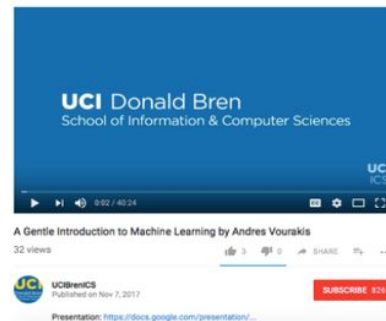 UCI Donald Bren
School of Information & Computer Sciences
UC
ICS
0:02 / 40:24
A Gentle Introduction to Machine Learning by Andres Vourakis
32 views
3
0
SHARE
UCIBrenICS
Published on Nov 7, 2017
SUBSCRIBE 826
Presentation: https://docs.google.com/presentation/...